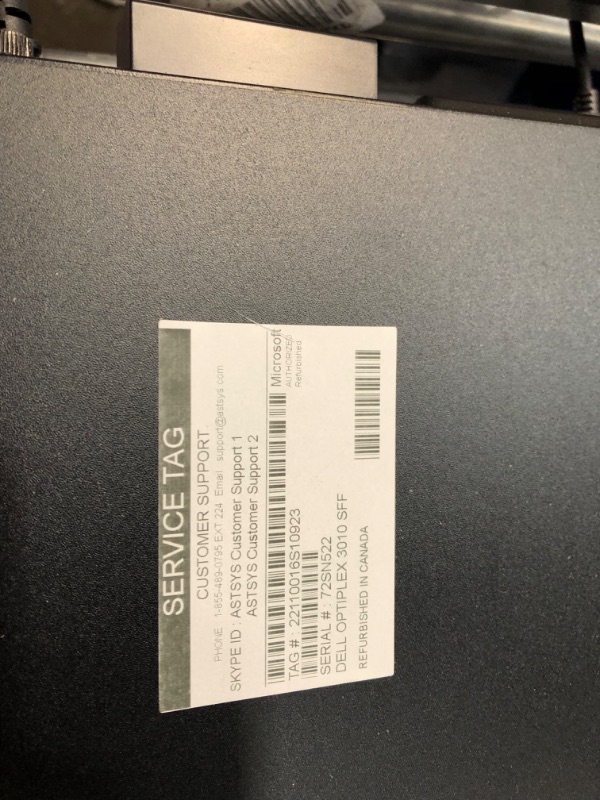 SERVICE TAG
CUSTOMER SUPPORT
PHONE 1-855-489-0795 EXT 224 Email. support@astsys.com
SKYPE ID : ASTSYS Customer Support 1
ASTSYS Customer Support 2
Microsoft
AUTHORIZED
Refurbished
TAG # : 22110016S10923
SERIAL # : 72SN522
DELL OPTIPLEX 3010 SFF
REFURBISHED IN CANADA